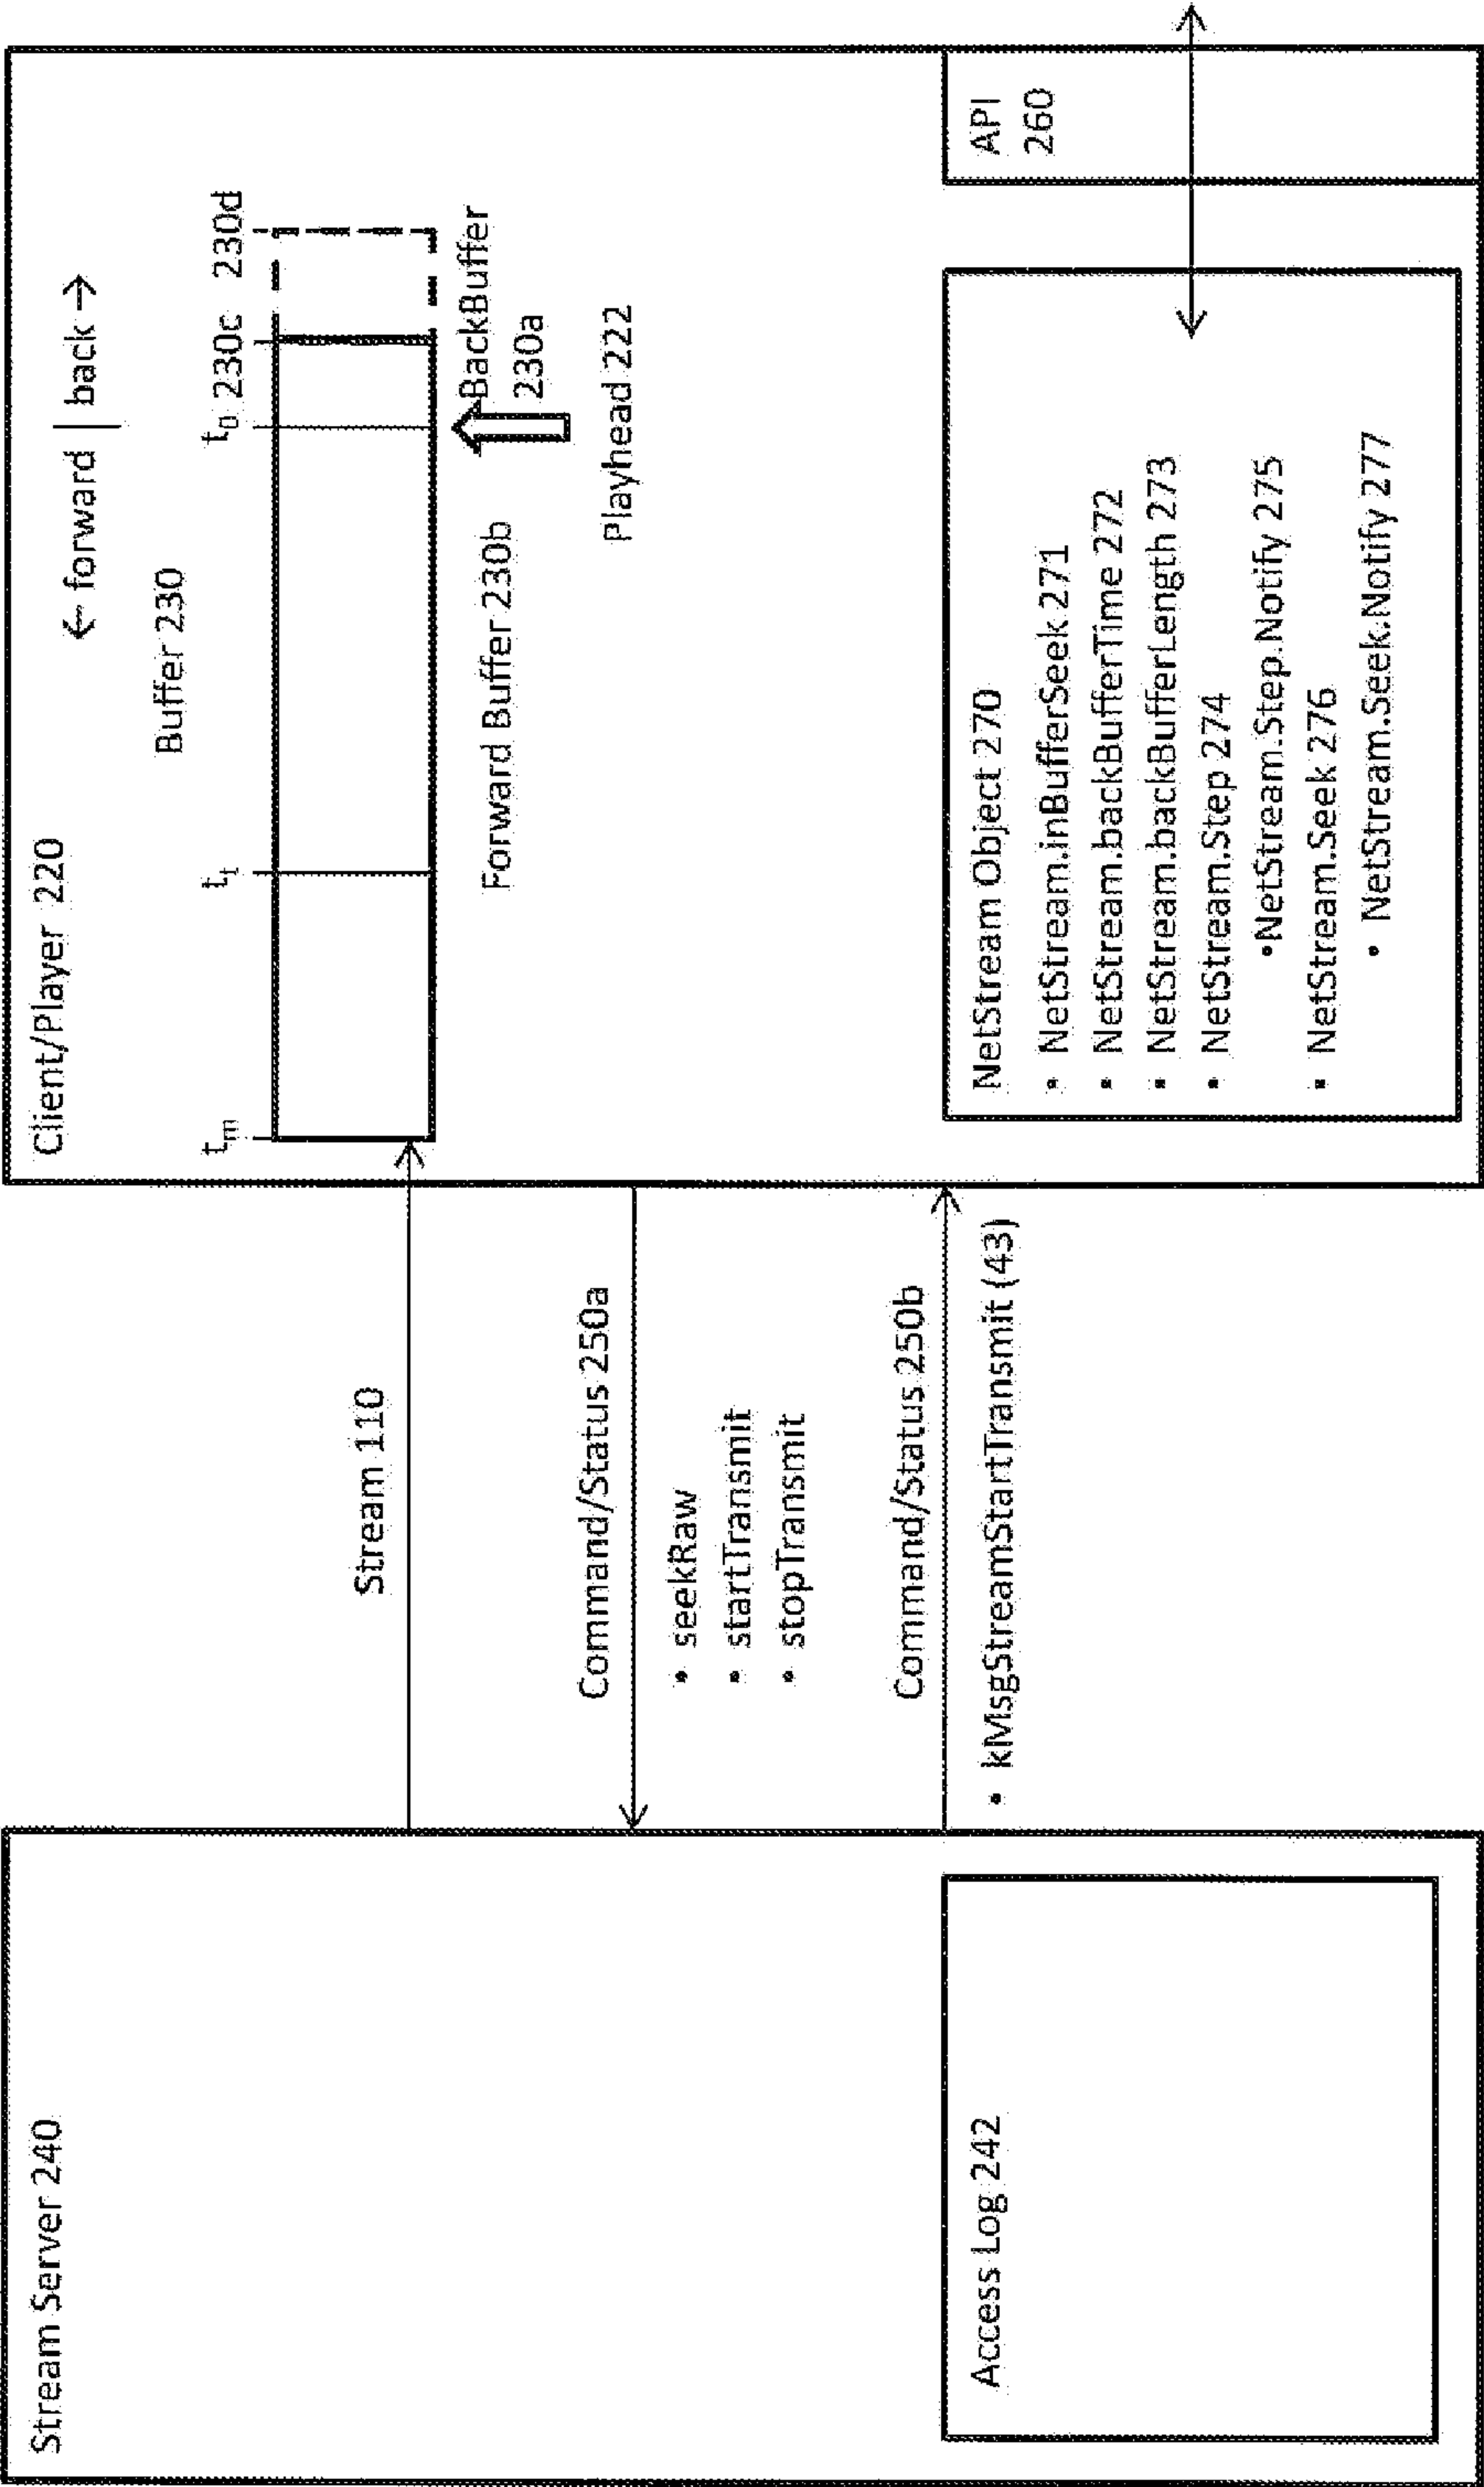 Stream Server 240
Access Log 242
Stream 110
Command/Status 250a
• seekRaw
• startTransmit
• stopTransmit
Command/Status 250b
• kMsgStreamStartTransmit (43)
Client/Player 220
← forward | back →
Buffer 230
tm
t0 230c 230d
Forward Buffer 230b
BackBuffer
230a
Playhead 222
NetStream Object 270
• NetStream.inBufferSeek 271
• NetStream.backBufferTime 272
• NetStream.backBufferLength 273
• NetStream.Step 274
•NetStream.Step.Notify 275
• NetStream.Seek 276
• NetStream.Seek.Notify 277
API
260